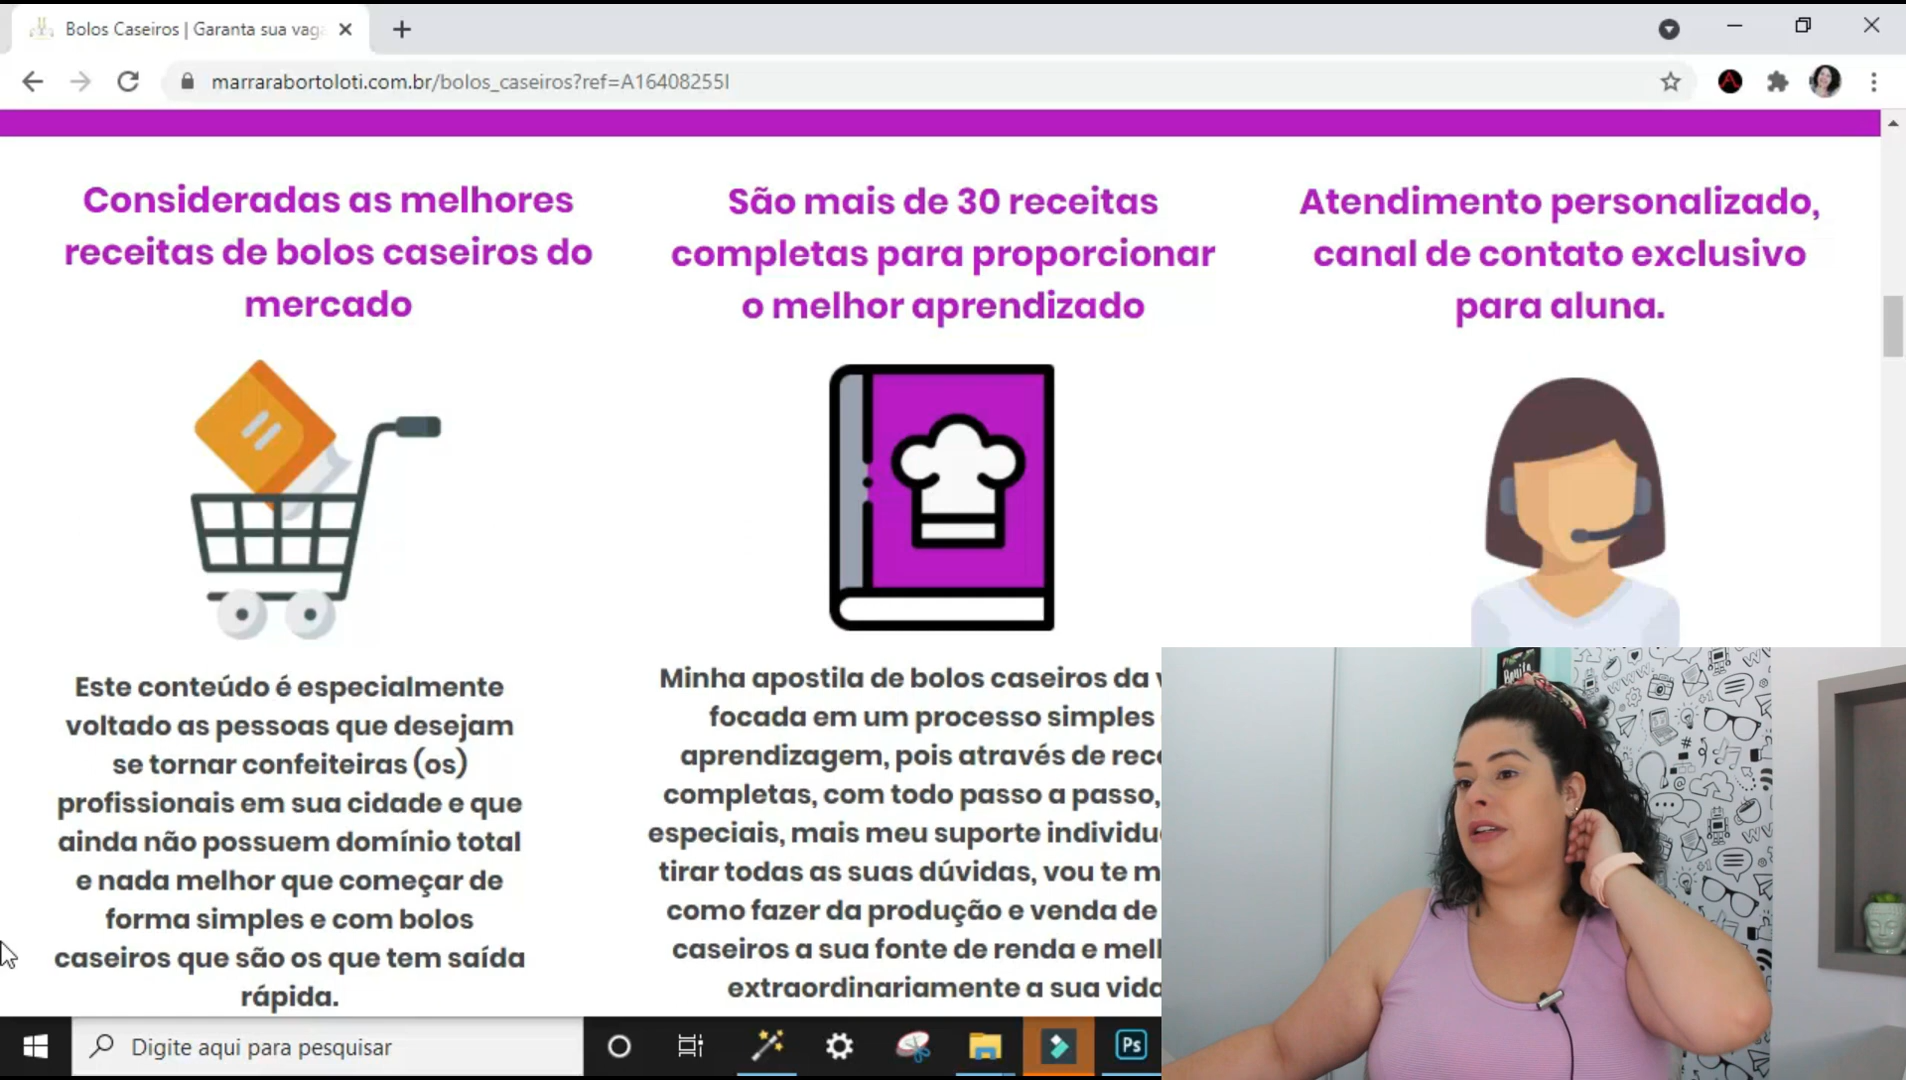 Bolos Caseiros | Garanta sua vag
marrarabortoloti.com.br/bolos_caseiros?ref=A16408255I
Consideradas as melhores
receitas de bolos caseiros do
mercado
São mais de 30 receitas
completas para proporcionar
o melhor aprendizado
Atendimento personalizado,
canal de contato exclusivo
para aluna.
Este conteúdo é especialmente
voltado as pessoas que desejam
se tornar confeiteiras (os)
profissionais em sua cidade e que
ainda não possuem domínio total
e nada melhor que começar de
forma simples e com bolos
caseiros que são os que tem saída
rápida.
Minha apostila de bolos caseiros da
focada em um processo simples
aprendizagem, pois através de rec
completas, com todo passo a passo,
especiais, mais meu suporte individu
tirar todas as suas dúvidas, vou te m
como fazer da produção e venda de
caseiros a sua fonte de renda e mel
extraordinariamente a sua vida
Digite aqui para pesquisar
Ps